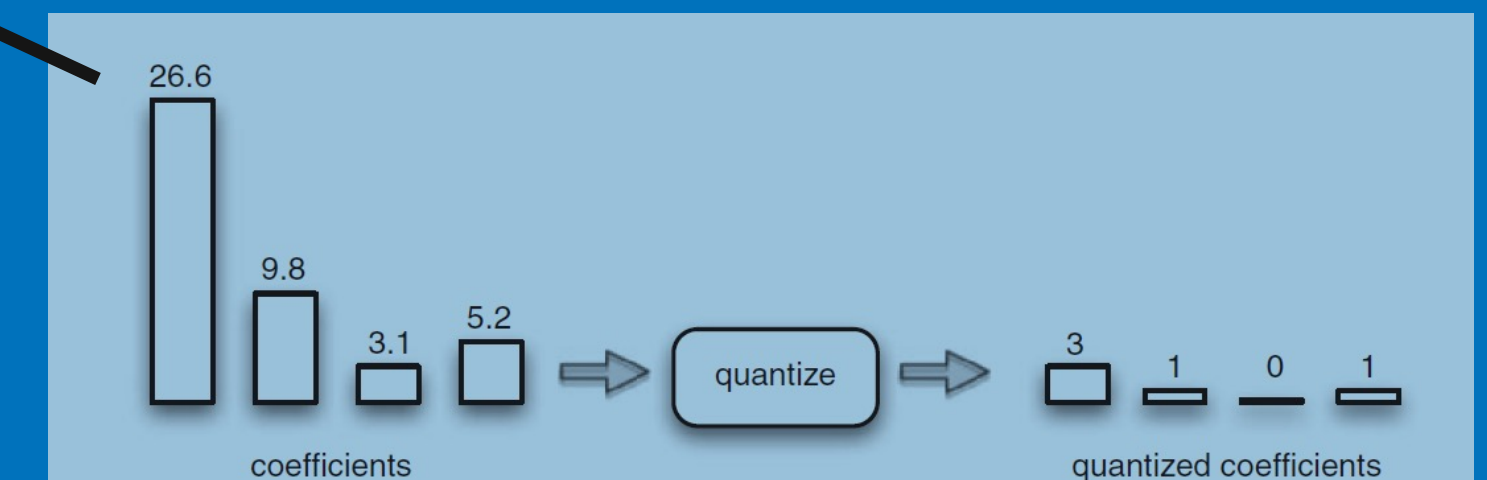 26.6
9.8
3.1
5.2
quantize
3
1
0
1
coefficients
quantized coefficients